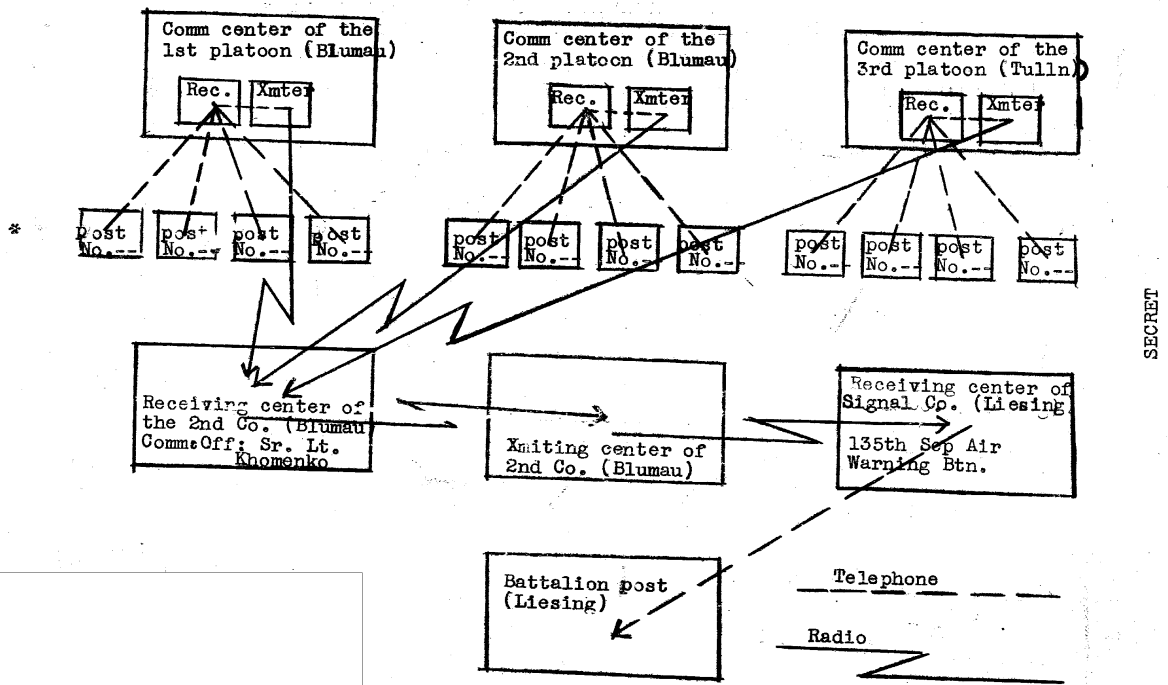 Comm center of the
1st platoon (Blumau)
Rec.
Xmter
Comm center of the
2nd platoon (Blumau)
Rec.
Xmter
Comm center of the
3rd platoon (Tulln)
Rec.
Xmter
post
No.--
post
No.--
post
No.--
post
No.--
post
No.--
post
No.--
post
No.--
post
No.--
post
No.--
post
No.--
post
No.--
post
No.--
*
SECRET
Receiving center of
the 2nd Co. (Blumau
Comm Off: Sr. Lt.
Khomenko
Xmiting center of
2nd Co. (Blumau)
Receiving center of
Signal Co. (Liesing
135th Sep Air
Warning Btn.
Battalion post
(Liesing)
Telephone
Radio